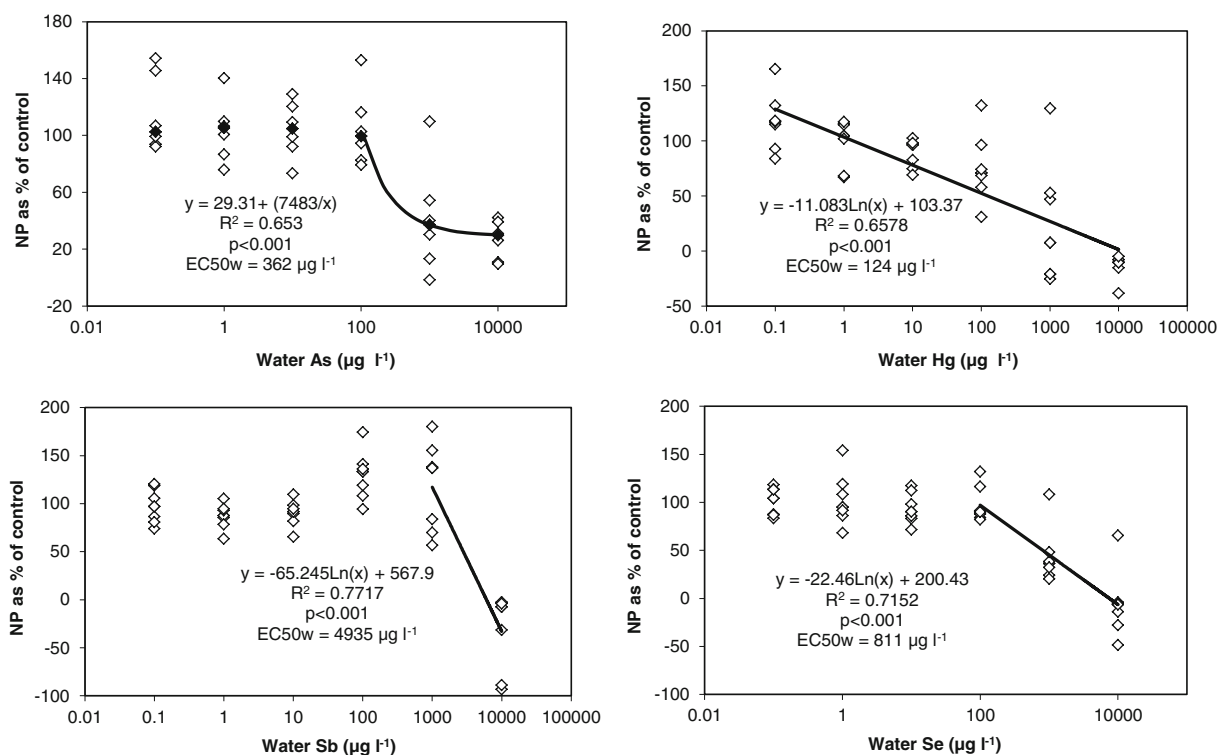 NP as % of control
180
140
100
60
20
-20
y = 29.31+ (7483/x)
R² = 0.653
p<0.001
EC50w = 362 µg l⁻¹
0.01 1 100 10000
Water As (µg l⁻¹)
NP as % of control
200
150
100
50
0
-50
y = -11.083Ln(x) + 103.37
R² = 0.6578
p<0.001
EC50w = 124 µg l⁻¹
0.01 0.1 1 10 100 1000 10000 100000
Water Hg (µg l⁻¹)
NP as % of control
200
150
100
50
0
-50
-100
y = -65.245Ln(x) + 567.9
R² = 0.7717
p<0.001
EC50w = 4935 µg l⁻¹
0.01 0.1 1 10 100 1000 10000 100000
Water Sb (µg l⁻¹)
NP as % of control
200
150
100
50
0
-50
-100
y = -22.46Ln(x) + 200.43
R² = 0.7152
p<0.001
EC50w = 811 µg l⁻¹
0.01 1 100 10000
Water Se (µg l⁻¹)